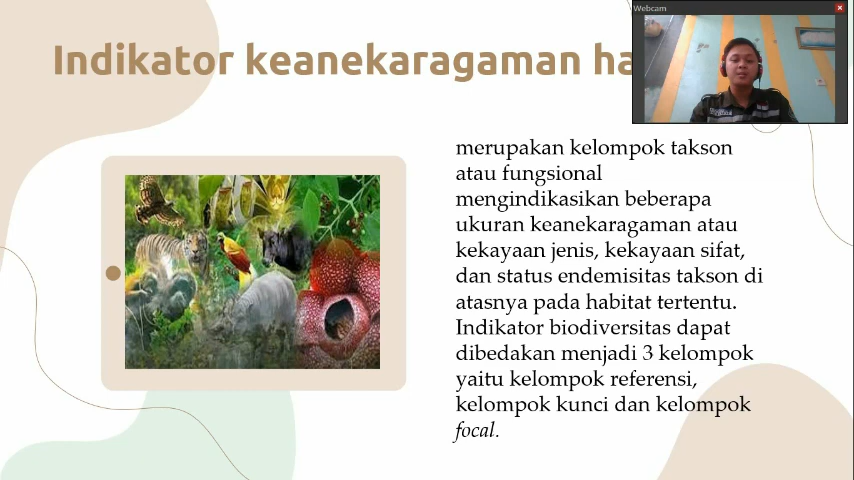 Webcam
Indikator keanekaragaman
merupakan kelompok takson
atau fungsional
mengindikasikan beberapa
ukuran keanekaragaman atau
kekayaan jenis, kekayaan sifat,
dan status endemisitas takson di
atasnya pada habitat tertentu.
Indikator biodiversitas dapat
dibedakan menjadi 3 kelompok
yaitu kelompok referensi,
kelompok kunci dan kelompok
focal.